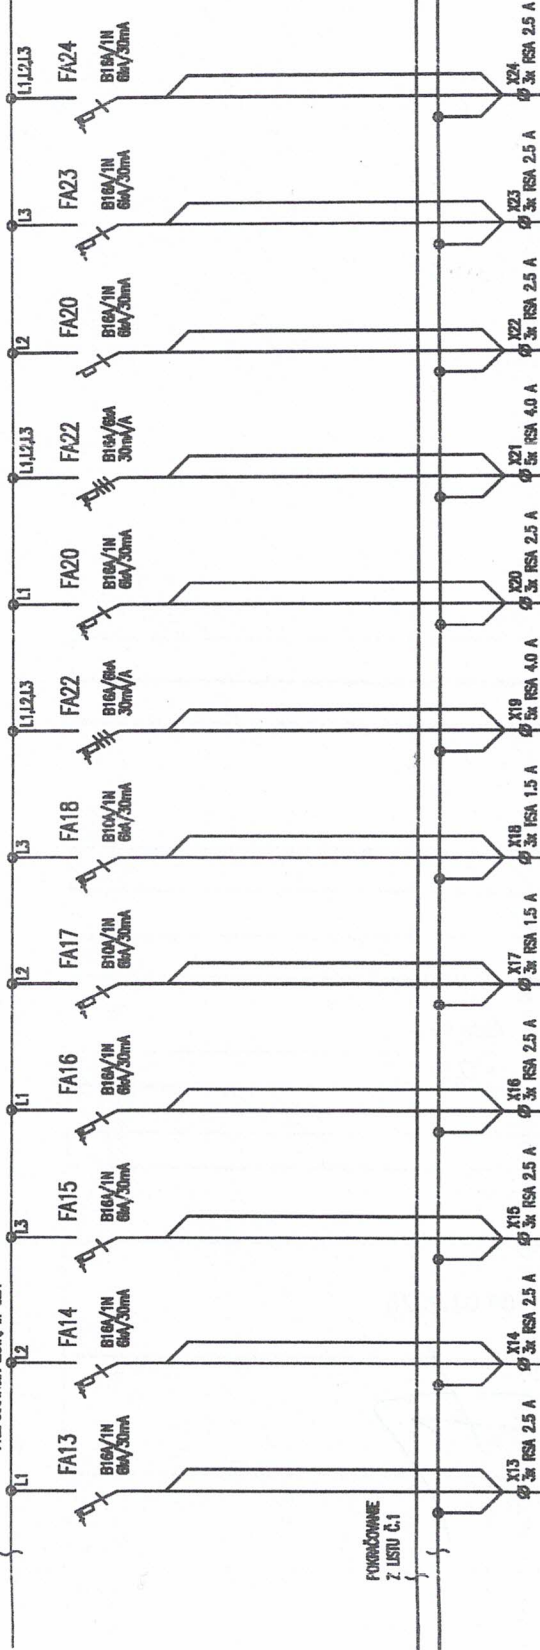 L1
FA13
B16A/1N
6kA/30mA
X13
3x RSA 2.5 A
L2
FA14
B16A/1N
6kA/30mA
X14
3x RSA 2.5 A
L3
FA15
B16A/1N
6kA/30mA
X15
3x RSA 2.5 A
L1
FA16
B16A/1N
6kA/30mA
X16
3x RSA 2.5 A
L2
FA17
B10A/1N
6kA/30mA
X17
3x RSA 1.5 A
L3
FA18
B10A/1N
6kA/30mA
X18
3x RSA 1.5 A
L1,L2,L3
FA22
B16A/6kA
30mA/A
X19
5x RSA 4.0 A
L1
FA20
B16A/1N
6kA/30mA
X20
3x RSA 2.5 A
L1,L2,L3
FA22
B16A/6kA
30mA/A
X21
5x RSA 4.0 A
L2
FA20
B16A/1N
6kA/30mA
X22
3x RSA 2.5 A
L3
FA23
B16A/1N
6kA/30mA
X23
3x RSA 2.5 A
L1,L2,L3
FA24
B16A/1N
6kA/30mA
X24
3x RSA 2.5 A
POKRAČOVANIE
Z LISTU Č.1